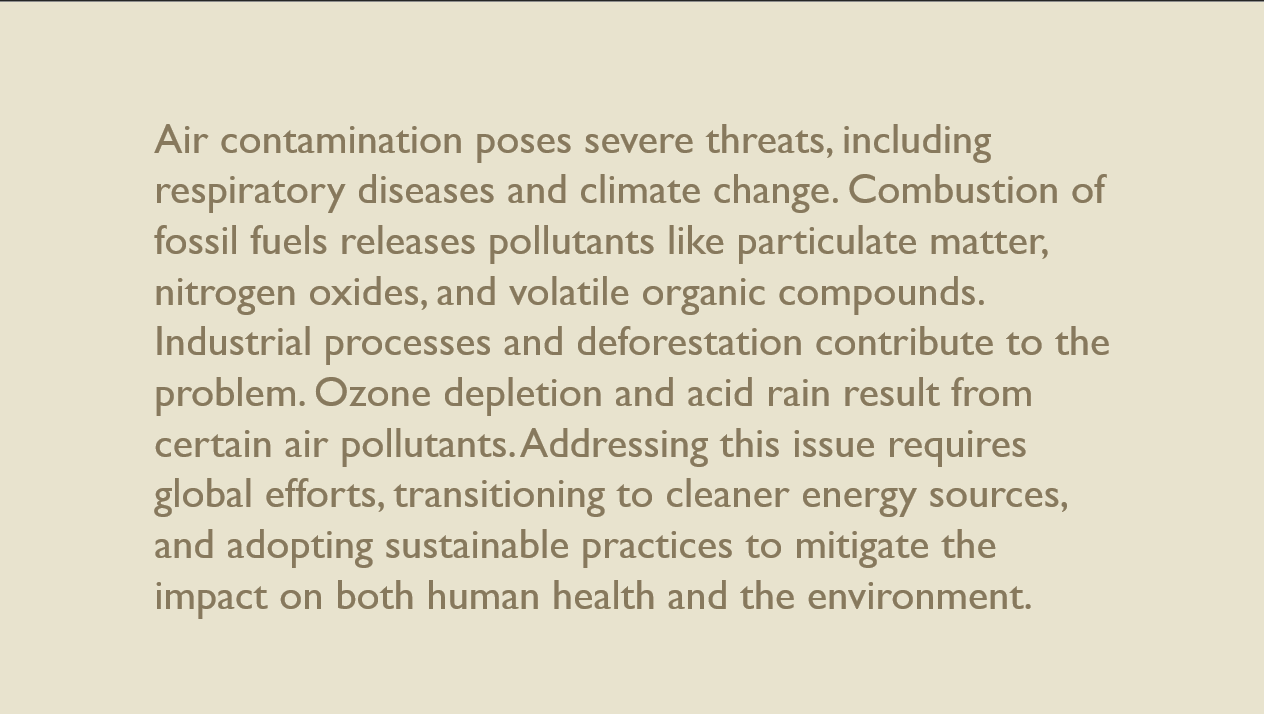 Air contamination poses severe threats, including
respiratory diseases and climate change. Combustion of
fossil fuels releases pollutants like particulate matter,
nitrogen oxides, and volatile organic compounds.
Industrial processes and deforestation contribute to the
problem. Ozone depletion and acid rain result from
certain air pollutants. Addressing this issue requires
global efforts, transitioning to cleaner energy sources,
and adopting sustainable practices to mitigate the
impact on both human health and the environment.